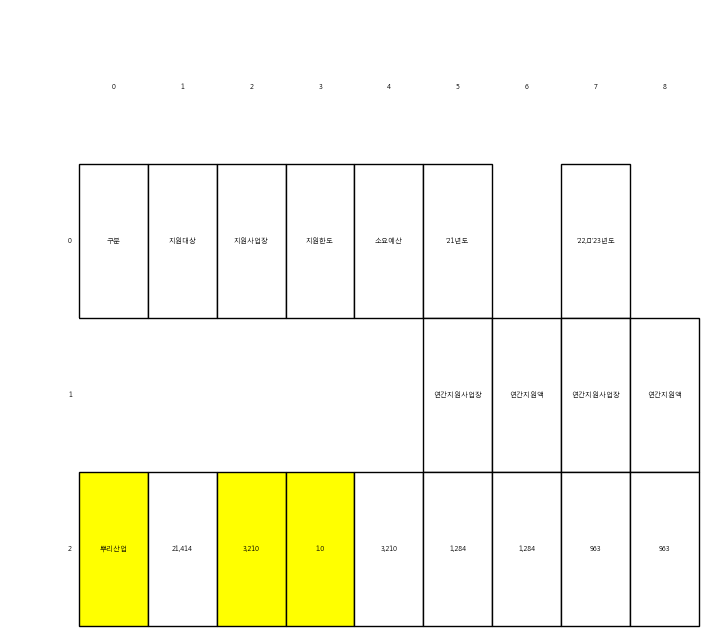 0 1 2 3 4 5 6 7 8
0 구분 지원대상 지원사업장 지원한도 소요예산 '21년도 '22,□'23년도
1 연간지원사업장 연간지원액 연간지원사업장 연간지원액
2 뿌리산업 21,414 3,210 10 3,210 1,284 1,284 963 963